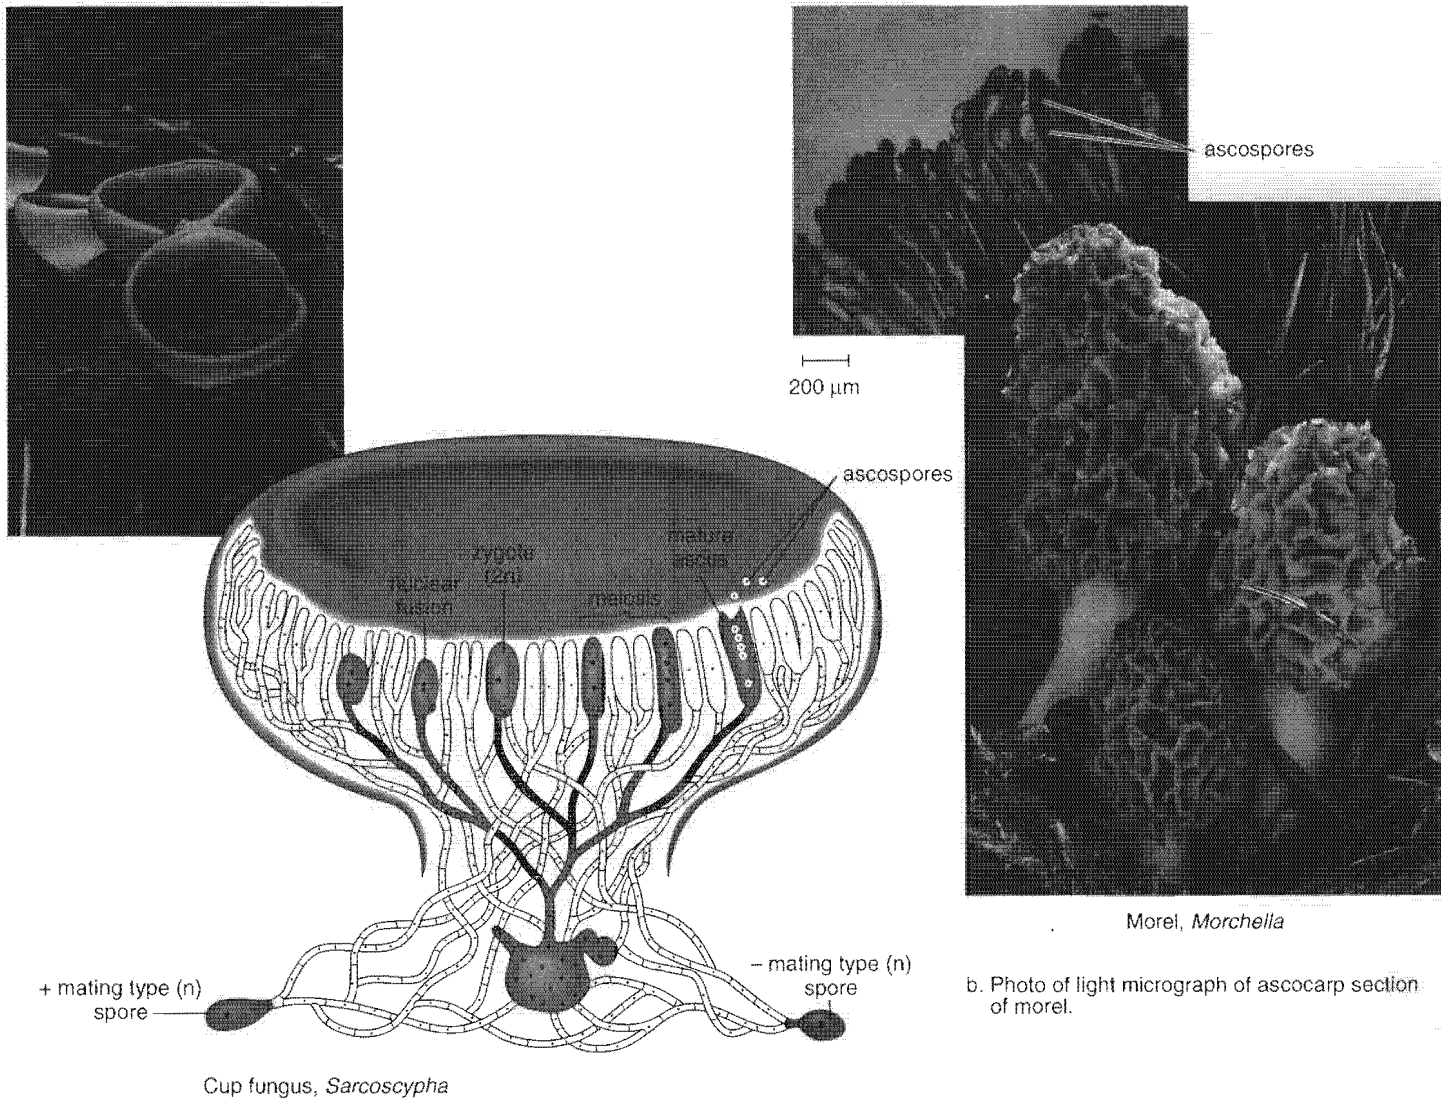 ascospores
200 µm
ascospores
mature
ascus
zygote
(2n)
nuclear
fusion
meiosis
+ mating type (n)
spore
− mating type (n)
spore
Cup fungus, Sarcoscypha
Morel, Morchella
b. Photo of light micrograph of ascocarp section
of morel.